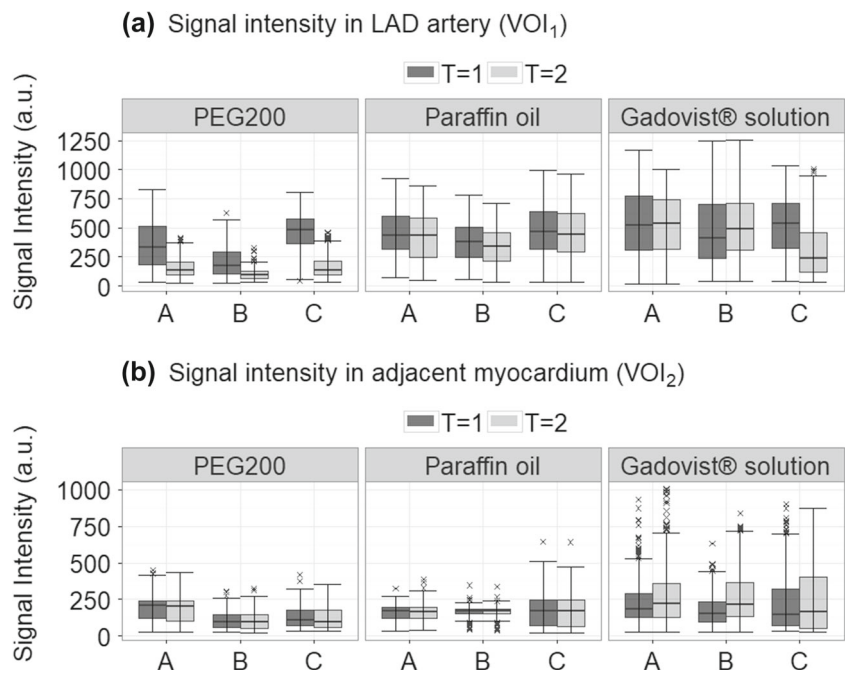 (a) Signal intensity in LAD artery (VOI₁)
T=1 T=2
PEG200 Paraffin oil Gadovist® solution
Signal Intensity (a.u.)
1250
1000
750
500
250
0
A B C A B C A B C
(b) Signal intensity in adjacent myocardium (VOI₂)
T=1 T=2
PEG200 Paraffin oil Gadovist® solution
Signal Intensity (a.u.)
1000
750
500
250
0
A B C A B C A B C